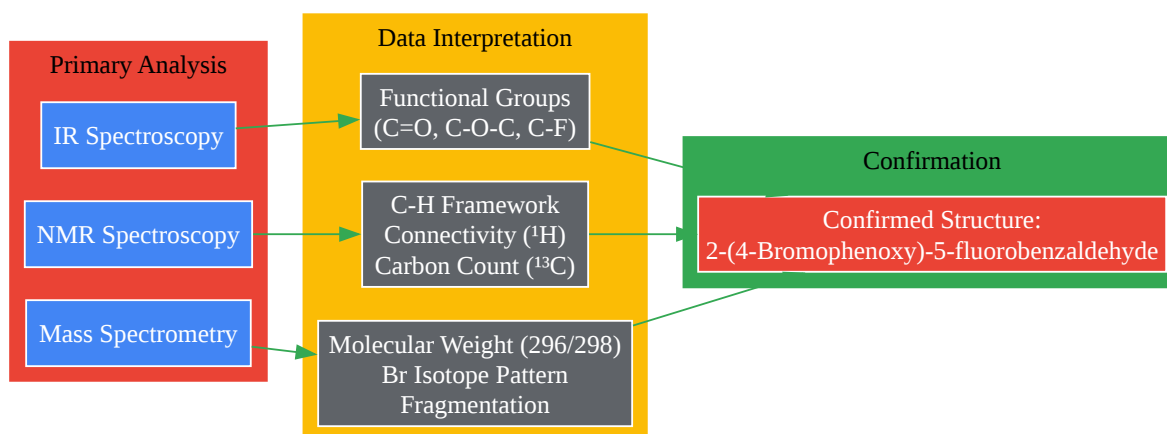 Primary Analysis
IR Spectroscopy
NMR Spectroscopy
Mass Spectrometry
Data Interpretation
Functional Groups
(C=O, C-O-C, C-F)
C-H Framework
Connectivity (¹H)
Carbon Count (¹³C)
Molecular Weight (296/298)
Br Isotope Pattern
Fragmentation
Confirmation
Confirmed Structure:
2-(4-Bromophenoxy)-5-fluorobenzaldehyde